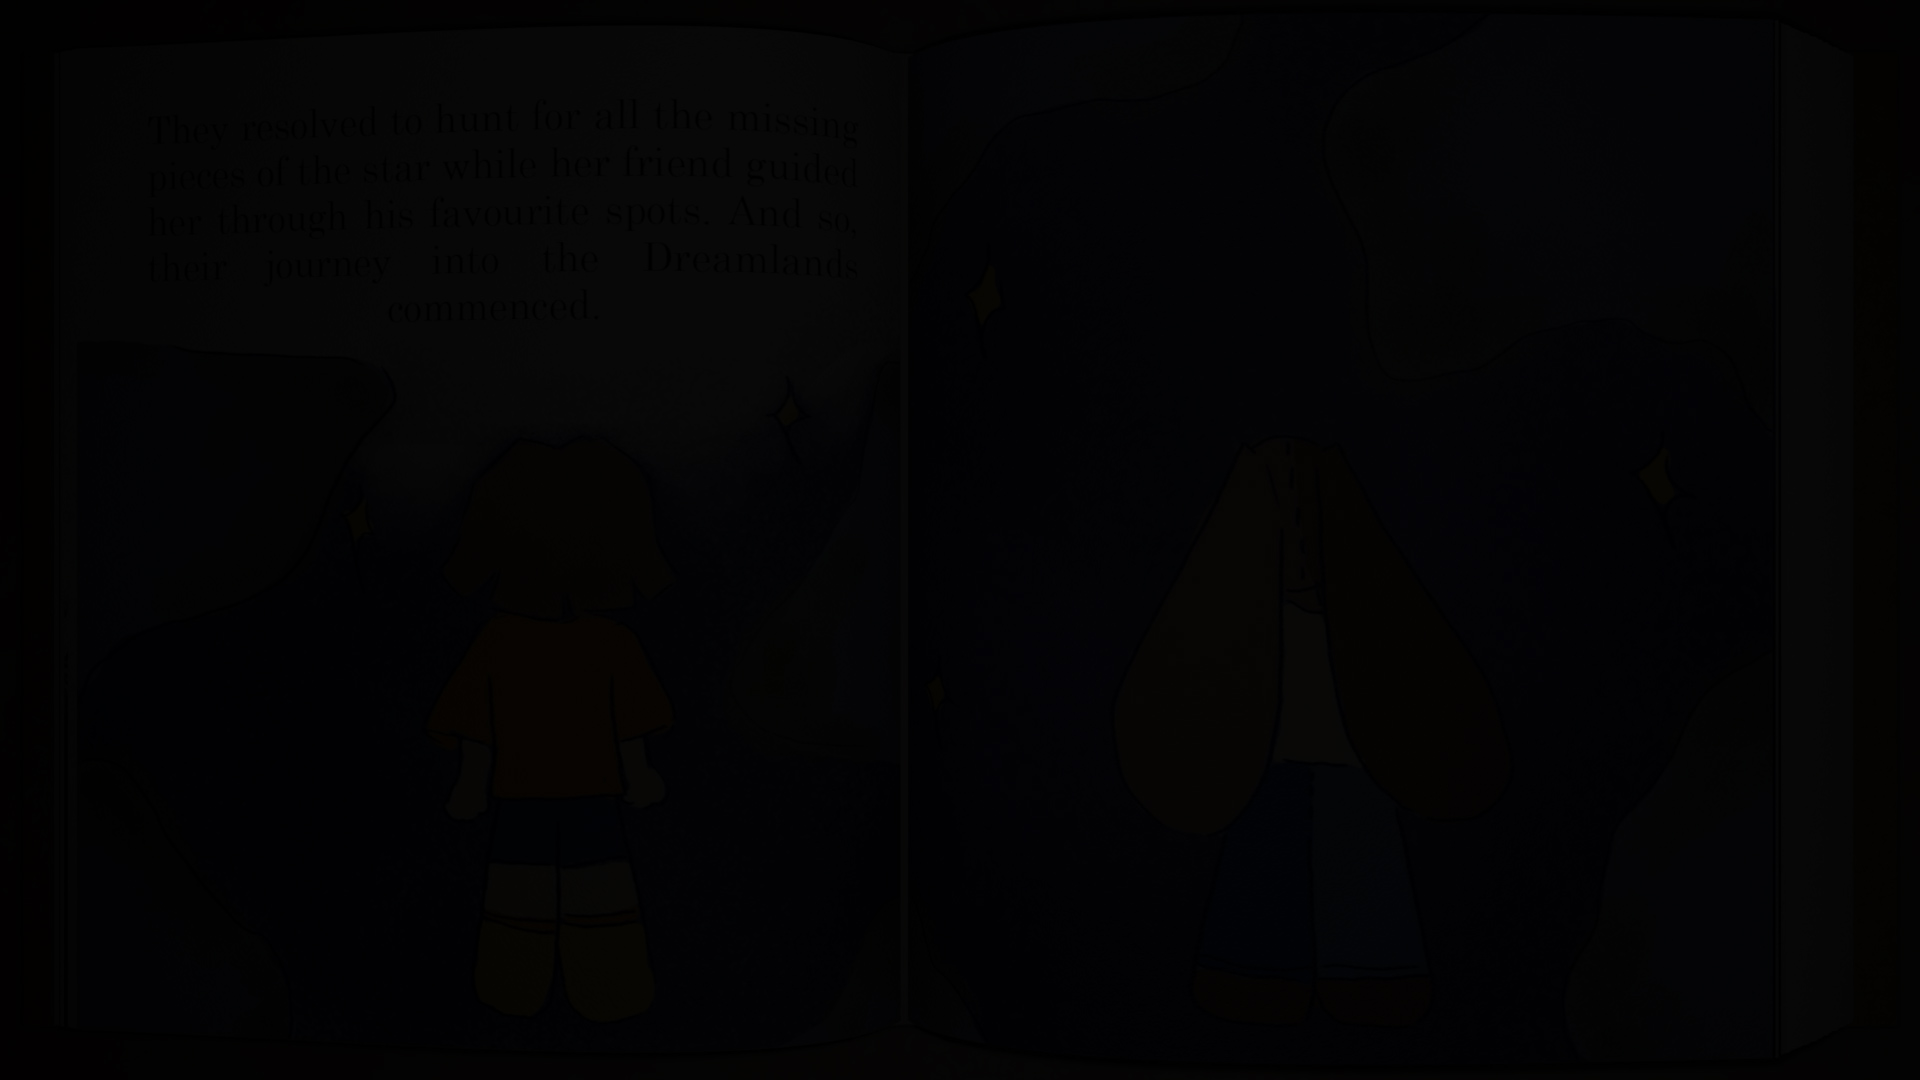 They resolved to hunt for all the missing
pieces of the star while her friend guided
her through his favourite spots. And so,
their journey into the Dreamlands
commenced.